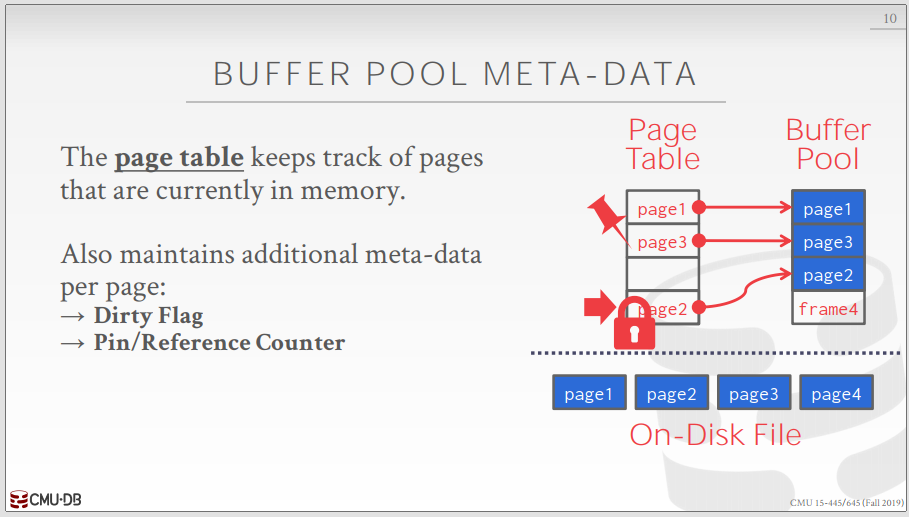 10
BUFFER POOL META-DATA
The page table keeps track of pages
that are currently in memory.
Also maintains additional meta-data
per page:
→ Dirty Flag
→ Pin/Reference Counter
Page
Table
page1
page3
page2
Buffer
Pool
page1
page3
page2
frame4
page1 page2 page3 page4
On-Disk File
CMU·DB
CMU 15-445/645 (Fall 2019)